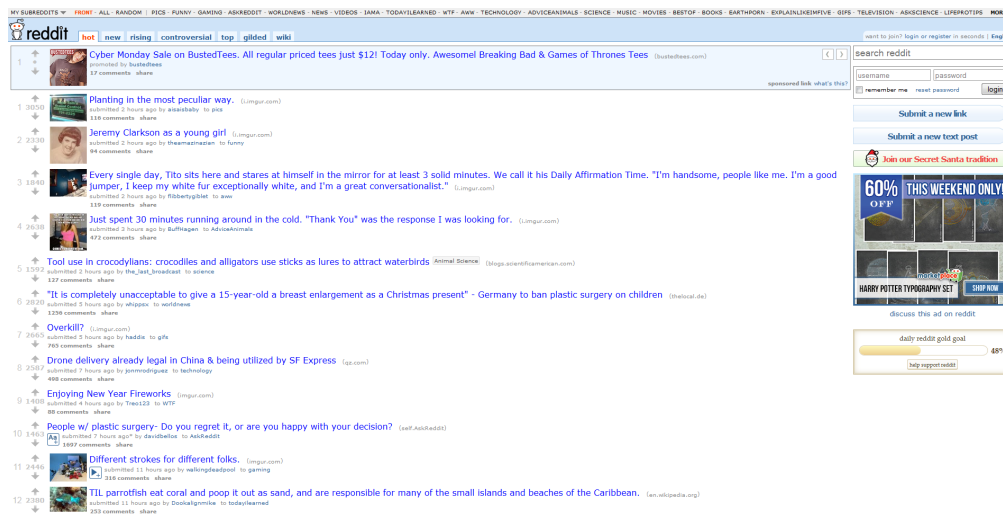 MY SUBREDDITS FRONT - ALL - RANDOM | PICS - FUNNY - GAMING - ASKREDDIT - WORLDNEWS - NEWS - VIDEOS - IAMA - TODAYILEARNED - WTF - AWW - TECHNOLOGY - ADVICEANIMALS - SCIENCE - MUSIC - MOVIES - BESTOF - BOOKS - EARTHPORN - EXPLAINLIKEIMFIVE - GIFS - TELEVISION - ASKSCIENCE - LIFEPROTIPS MOR
reddit hot new rising controversial top gilded wiki
want to join? login or register in seconds | Engl
1 Cyber Monday Sale on BustedTees. All regular priced tees just $12! Today only. Awesome! Breaking Bad & Games of Thrones Tees (bustedtees.com)
promoted by bustedtees
17 comments share
sponsored link what's this?
1 3050 Planting in the most peculiar way. (i.imgur.com)
submitted 2 hours ago by aisaisbaby to pics
116 comments share
2 2330 Jeremy Clarkson as a young girl (i.imgur.com)
submitted 2 hours ago by theamazinazian to funny
94 comments share
3 1840 Every single day, Tito sits here and stares at himself in the mirror for at least 3 solid minutes. We call it his Daily Affirmation Time. "I'm handsome, people like me. I'm a good
jumper, I keep my white fur exceptionally white, and I'm a great conversationalist." (i.imgur.com)
submitted 2 hours ago by flibbertygiblet to aww
119 comments share
4 2638 Just spent 30 minutes running around in the cold. "Thank You" was the response I was looking for. (i.imgur.com)
submitted 3 hours ago by BuffHagen to AdviceAnimals
472 comments share
5 1592 Tool use in crocodylians: crocodiles and alligators use sticks as lures to attract waterbirds Animal Science (blogs.scientificamerican.com)
submitted 2 hours ago by the_last_broadcast to science
127 comments share
6 2820 "It is completely unacceptable to give a 15-year-old a breast enlargement as a Christmas present" - Germany to ban plastic surgery on children (thelocal.de)
submitted 5 hours ago by whippsx to worldnews
1256 comments share
7 2665 Overkill? (i.imgur.com)
submitted 5 hours ago by haddis to gifs
765 comments share
8 2587 Drone delivery already legal in China & being utilized by SF Express (qz.com)
submitted 7 hours ago by jonmrodriguez to technology
498 comments share
9 1408 Enjoying New Year Fireworks (i.imgur.com)
submitted 4 hours ago by Treo123 to WTF
88 comments share
10 1463 People w/ plastic surgery- Do you regret it, or are you happy with your decision? (self.AskReddit)
Aa submitted 7 hours ago* by davidbellos to AskReddit
1697 comments share
11 2446 Different strokes for different folks. (imgur.com)
submitted 11 hours ago by walkingdeadpool to gaming
316 comments share
12 2380 TIL parrotfish eat coral and poop it out as sand, and are responsible for many of the small islands and beaches of the Caribbean. (en.wikipedia.org)
submitted 11 hours ago by Dookalignmike to todayilearned
253 comments share
search reddit
username password
remember me reset password login
Submit a new link
Submit a new text post
Join our Secret Santa tradition
60% OFF THIS WEEKEND ONLY!
marketplace
HARRY POTTER TYPOGRAPHY SET SHOP NOW
discuss this ad on reddit
daily reddit gold goal
48%
help support reddit